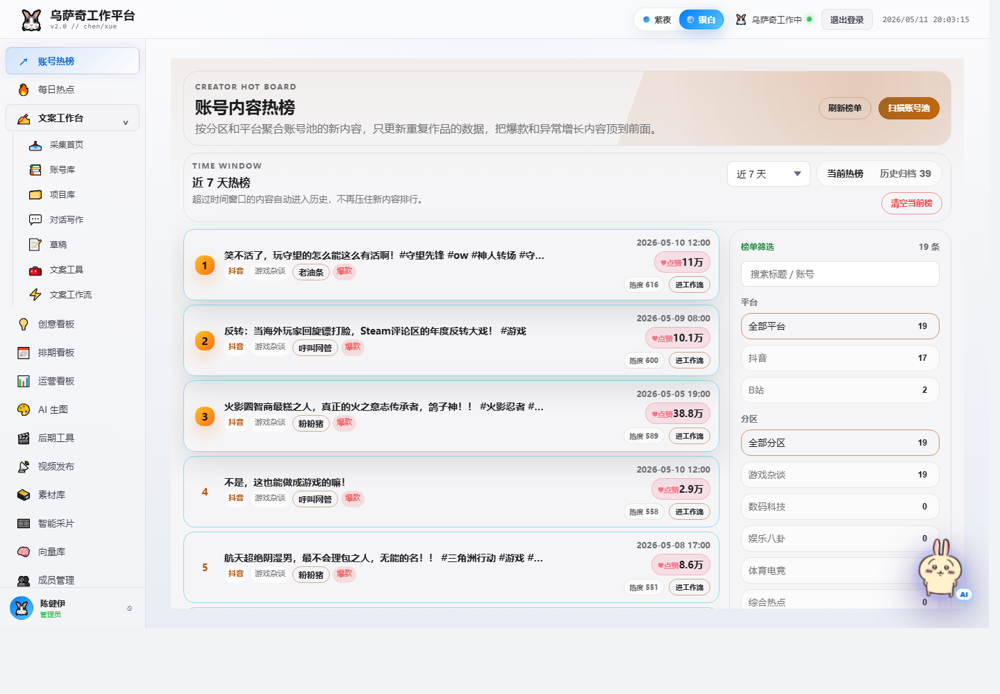 乌萨奇工作平台
v2.0 // chen/xue
紫夜
银白
乌萨奇工作中
退出登录
2026/05/11 20:03:15
账号热榜
每日热点
文案工作台
采集首页
账号库
项目库
对话写作
草稿
文案工具
文案工作流
创意看板
排期看板
运营看板
AI 生图
后期工具
视频发布
素材库
智能采片
向量库
成员管理
陈健伊
管理员
CREATOR HOT BOARD
账号内容热榜
按分区和平台聚合账号池的新内容，只更新重复作品的数据，把爆款和异常增长内容顶到前面。
刷新榜单
扫描账号池
TIME WINDOW
近 7 天热榜
超过时间窗口的内容自动进入历史，不再压住新内容排行。
近 7 天
当前热榜
历史归档 39
清空当前榜
1
笑不活了，玩守望的怎么能这么有活啊！#守望先锋 #ow #神人转场 #守...
抖音 游戏杂谈 老油条 爆款
2026-05-10 12:00
♥点赞11万
热度 616 进工作流
2
反转：当海外玩家回旋镖打脸，Steam评论区的年度反转大戏！ #游戏
抖音 游戏杂谈 呼叫网管 爆款
2026-05-09 08:00
♥点赞10.1万
热度 600 进工作流
3
火影圈智商最糕之人，真正的火之意志传承者，鸽子神！！ #火影忍者 #...
抖音 游戏杂谈 粉粉猪 爆款
2026-05-05 19:00
♥点赞38.8万
热度 589 进工作流
4
不是，这也能做成游戏的嘛！
抖音 游戏杂谈 呼叫网管 爆款
2026-05-10 12:00
♥点赞2.9万
热度 558 进工作流
5
航天超绝阴湿男，最不会理包之人，无能的名！！ #三角洲行动 #游戏 #...
抖音 游戏杂谈 粉粉猪 爆款
2026-05-08 17:00
♥点赞8.6万
热度 551 进工作流
榜单筛选
19 条
搜索标题 / 账号
平台
全部平台 19
抖音 17
B站 2
分区
全部分区 19
游戏杂谈 19
数码科技 0
娱乐八卦 0
体育电竞
综合热点 0
AI